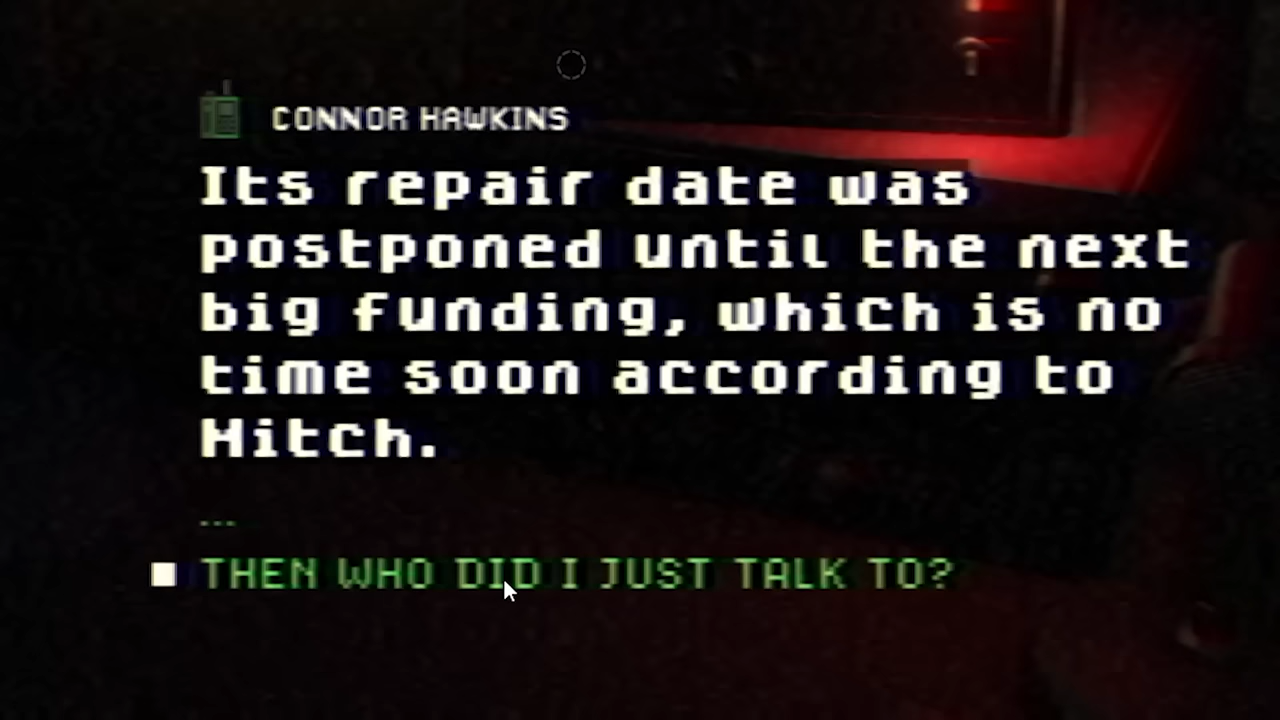 CONNOR HAWKINS
Its repair date was
postponed until the next
big funding, which is no
time soon according to
Mitch.
...
THEN WHO DID I JUST TALK TO?